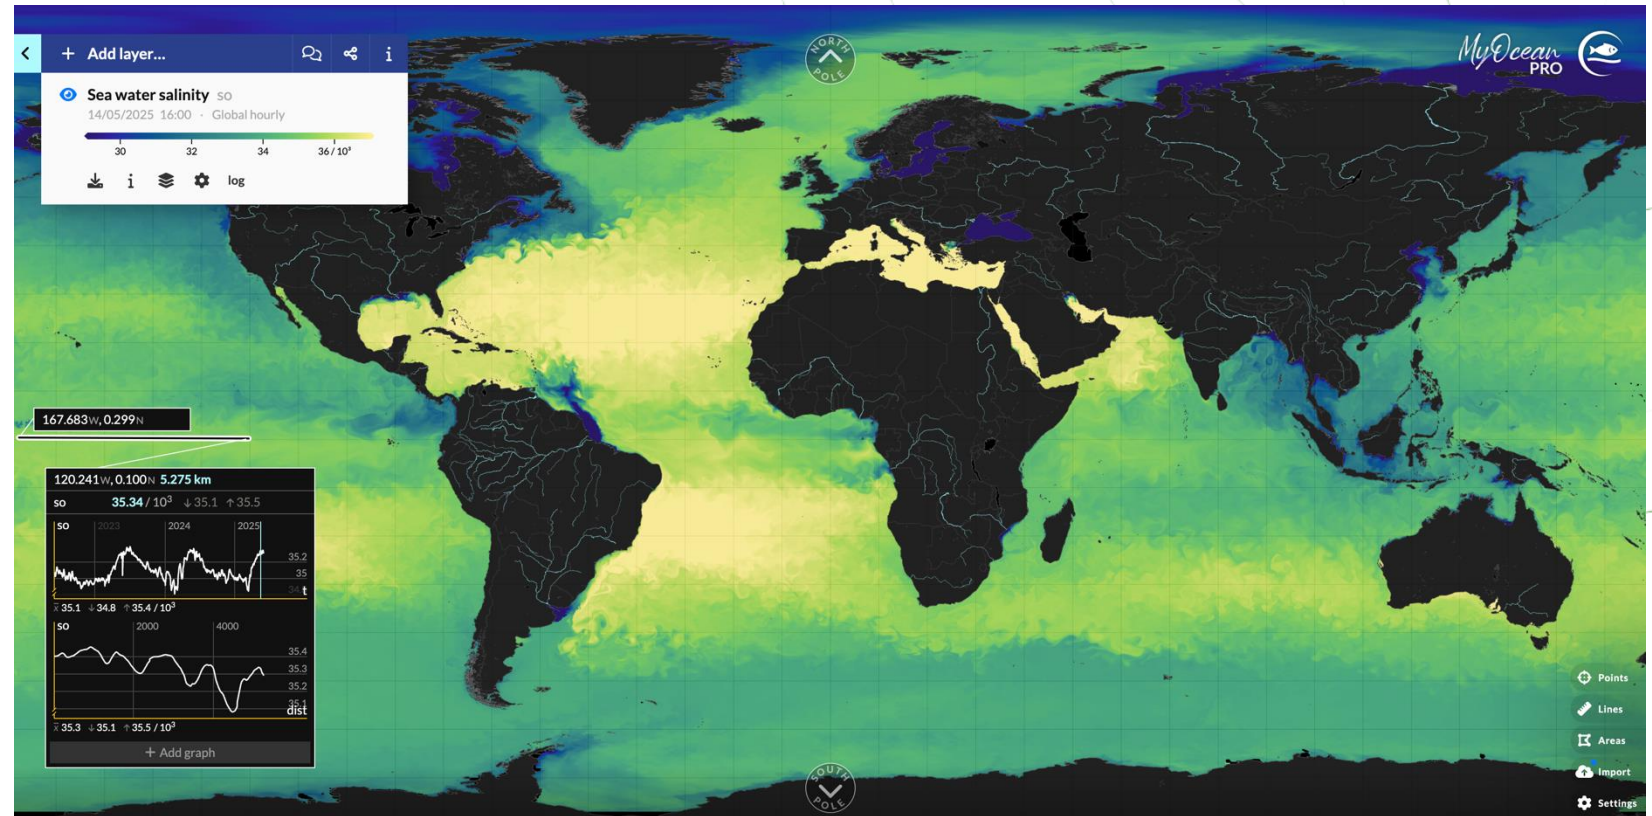 Add layer...
i
Sea water salinity so
14/05/2025 16:00 · Global hourly
30 32 34 36 / 10³
i log
NORTH POLE
MyOcean
PRO
167.683W, 0.299N
120.241W, 0.100N 5.275 km
so 35.34 / 10³ ↓35.1 ↑35.5
so 2023 2024 2025
35.2
35
t
x̄ 35.1 ↓34.8 ↑35.4 / 10³
so 2000 4000
35.4
35.3
35.2
35.1
dist
x̄ 35.3 ↓35.1 ↑35.5 / 10³
+ Add graph
SOUTH POLE
Points
Lines
Areas
Import
Settings